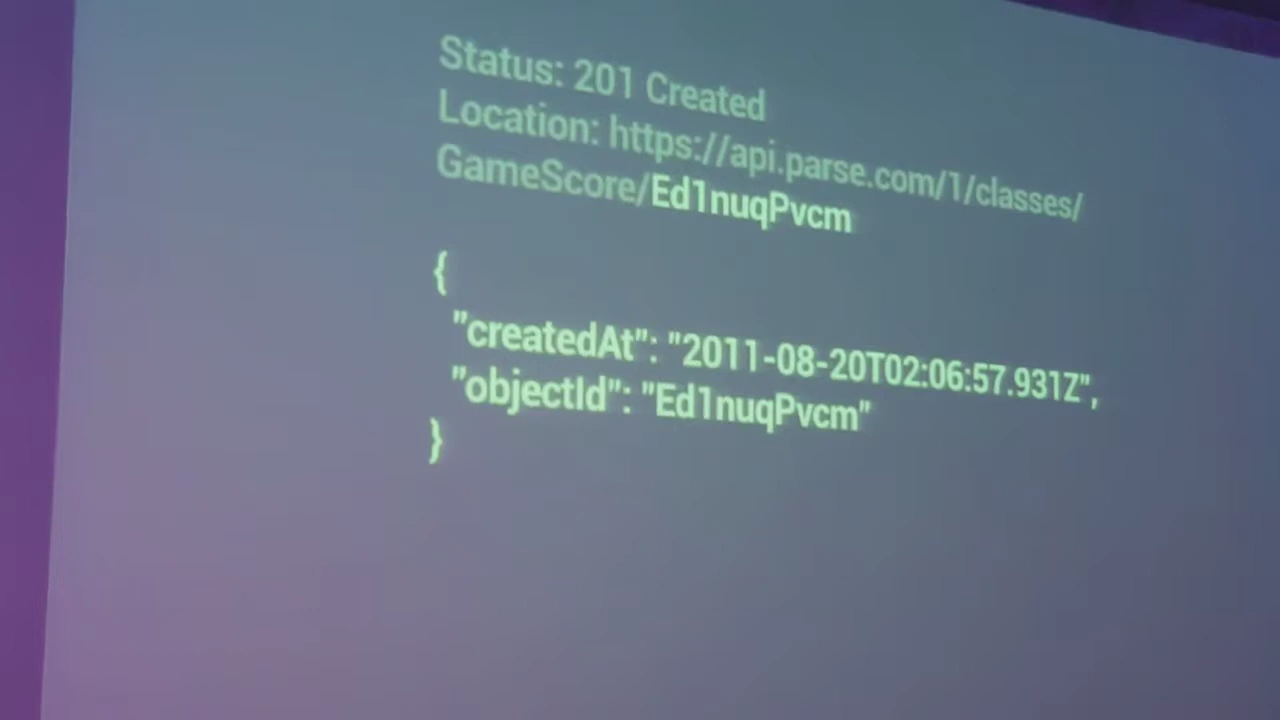 Status: 201 Created
Location: https://api.parse.com/1/classes/
GameScore/Ed1nuqPvcm
{
"createdAt": "2011-08-20T02:06:57.931Z",
"objectId": "Ed1nuqPvcm"
}